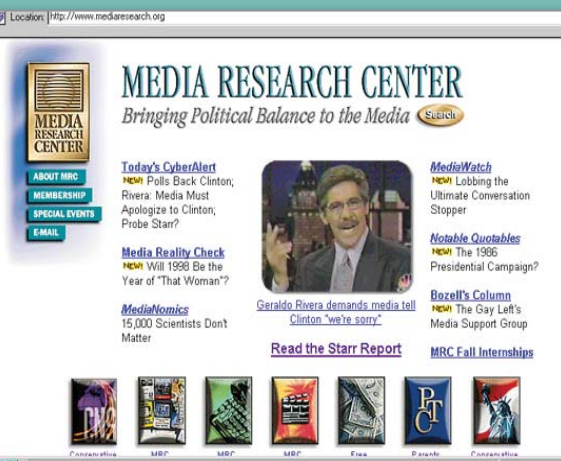 Location: http://www.mediaresearch.org
MEDIA
RESEARCH
CENTER
ABOUT MRC
MEMBERSHIP
SPECIAL EVENTS
E-MAIL
MEDIA RESEARCH CENTER
Bringing Political Balance to the Media Search
Today's CyberAlert
NEW! Polls Back Clinton;
Rivera: Media Must
Apologize to Clinton;
Probe Starr?
Media Reality Check
NEW! Will 1998 Be the
Year of "That Woman"?
MediaNomics
15,000 Scientists Don't
Matter
Geraldo Rivera demands media tell
Clinton "we're sorry"
Read the Starr Report
MediaWatch
NEW! Lobbing the
Ultimate Conversation
Stopper
Notable Quotables
NEW! The 1986
Presidential Campaign?
Bozell's Column
NEW! The Gay Left's
Media Support Group
MRC Fall Internships
CNS
PTC
Conservative MRC MRC MRC Free Parents Conservative